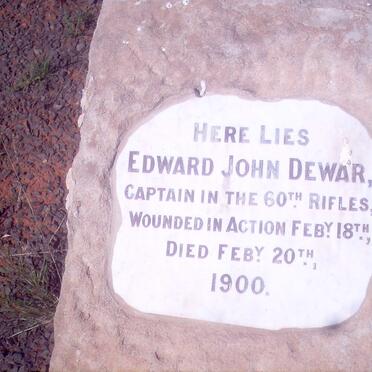 HERE LIES
EDWARD JOHN DEWAR,
CAPTAIN IN THE 60TH RIFLES,
WOUNDED IN ACTION FEBY. 18TH,
DIED FEBY. 20TH,
1900.